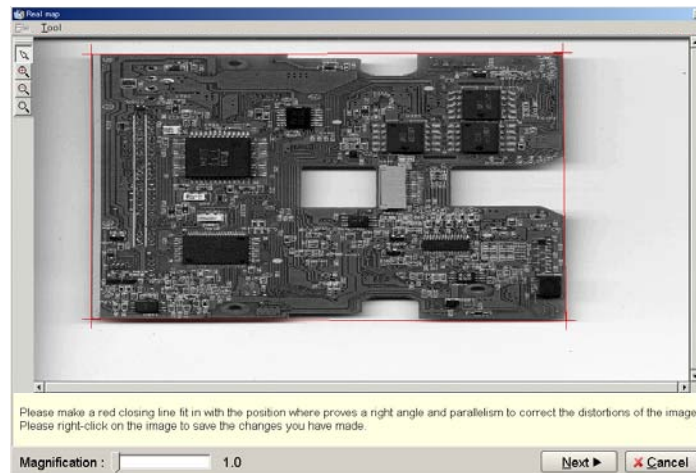 Real map
Tool
Please make a red closing line fit in with the position where proves a right angle and parallelism to correct the distortions of the image
Please right-click on the image to save the changes you have made.
Magnification :
1.0
Next ▶
Cancel